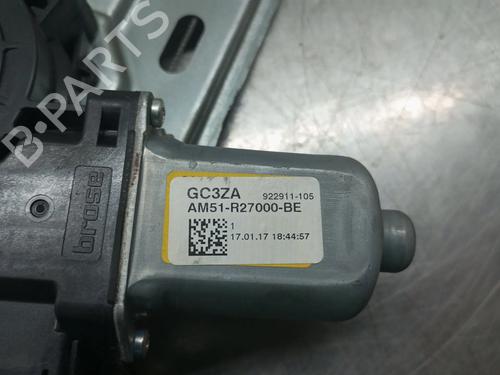 B-PARTS
brose
GC3ZA 922911-105
AM51-R27000-BE
1
17.01.17 18:44:57